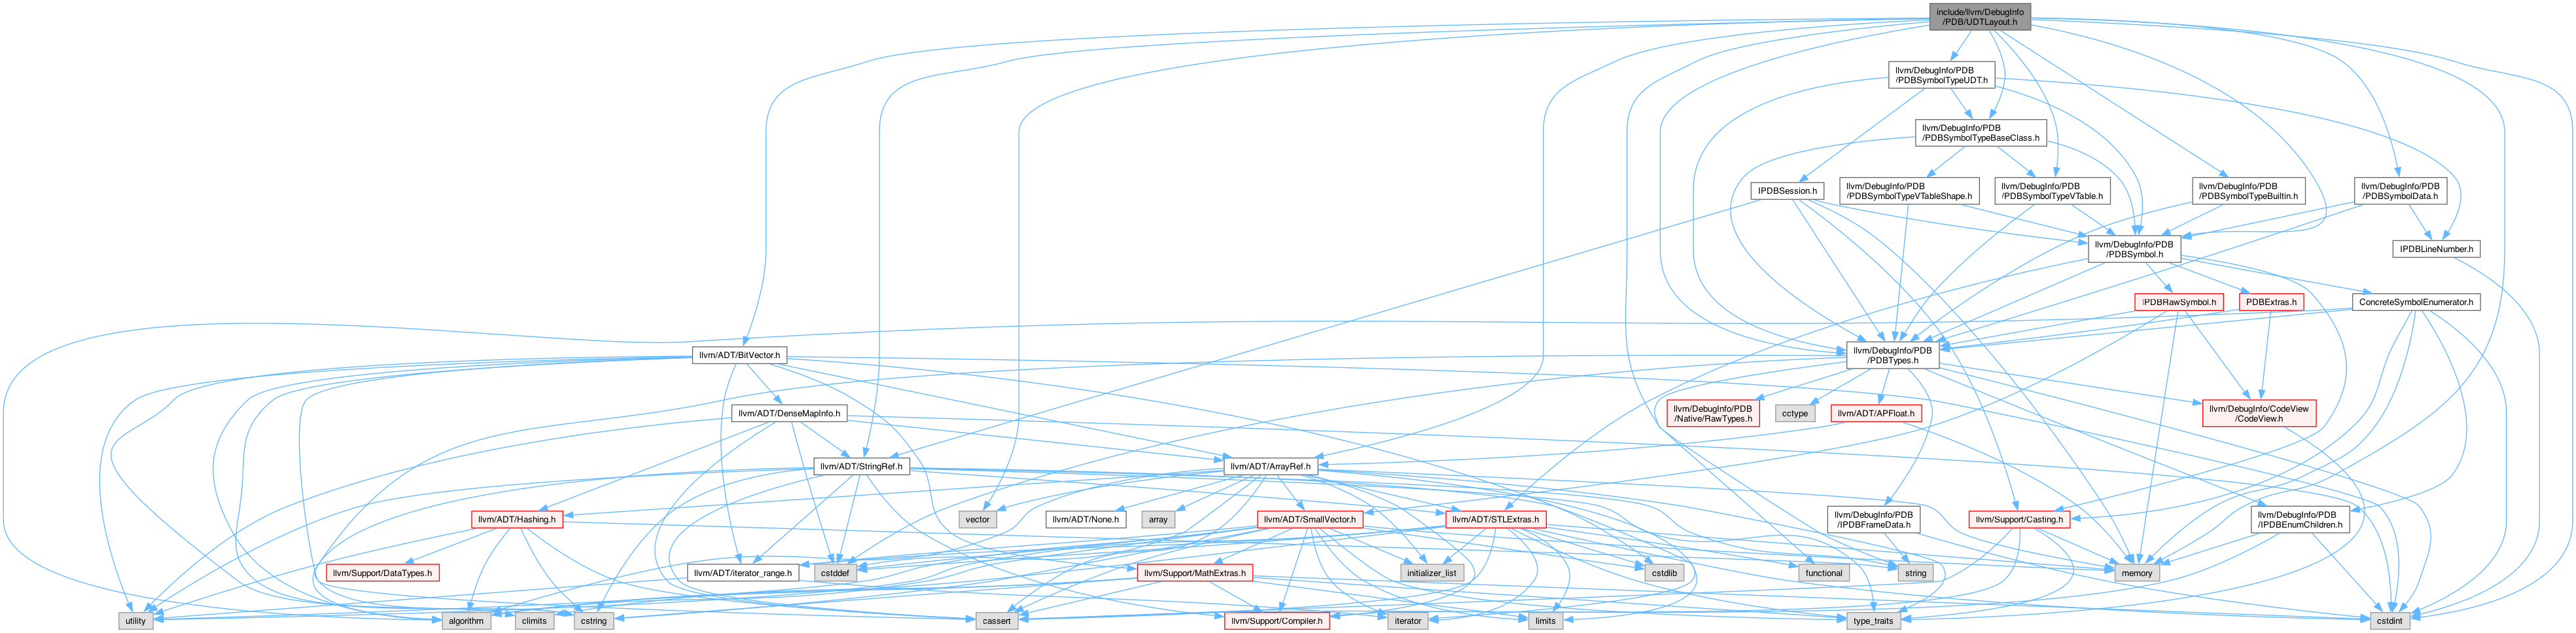 include/llvm/DebugInfo
/PDB/UDTLayout.h
llvm/DebugInfo/PDB
/PDBSymbolTypeUDT.h
llvm/DebugInfo/PDB
/PDBSymbolTypeBaseClass.h
IPDBSession.h
llvm/DebugInfo/PDB
/PDBSymbolTypeVTableShape.h
llvm/DebugInfo/PDB
/PDBSymbolTypeVTable.h
llvm/DebugInfo/PDB
/PDBSymbolTypeBuiltin.h
llvm/DebugInfo/PDB
/PDBSymbolData.h
llvm/DebugInfo/PDB
/PDBSymbol.h
IPDBLineNumber.h
IPDBRawSymbol.h
PDBExtras.h
ConcreteSymbolEnumerator.h
llvm/ADT/BitVector.h
llvm/DebugInfo/PDB
/PDBTypes.h
llvm/ADT/DenseMapInfo.h
llvm/DebugInfo/PDB
/Native/RawTypes.h
cctype
llvm/ADT/APFloat.h
llvm/DebugInfo/CodeView
/CodeView.h
llvm/ADT/StringRef.h
llvm/ADT/ArrayRef.h
llvm/ADT/Hashing.h
vector
llvm/ADT/None.h
array
llvm/ADT/SmallVector.h
llvm/ADT/STLExtras.h
llvm/DebugInfo/PDB
/IPDBFrameData.h
llvm/Support/Casting.h
llvm/DebugInfo/PDB
/IPDBEnumChildren.h
llvm/Support/DataTypes.h
llvm/ADT/iterator_range.h
cstddef
llvm/Support/MathExtras.h
initializer_list
cstdlib
functional
string
memory
utility
algorithm
climits
cstring
cassert
llvm/Support/Compiler.h
iterator
limits
type_traits
cstdint